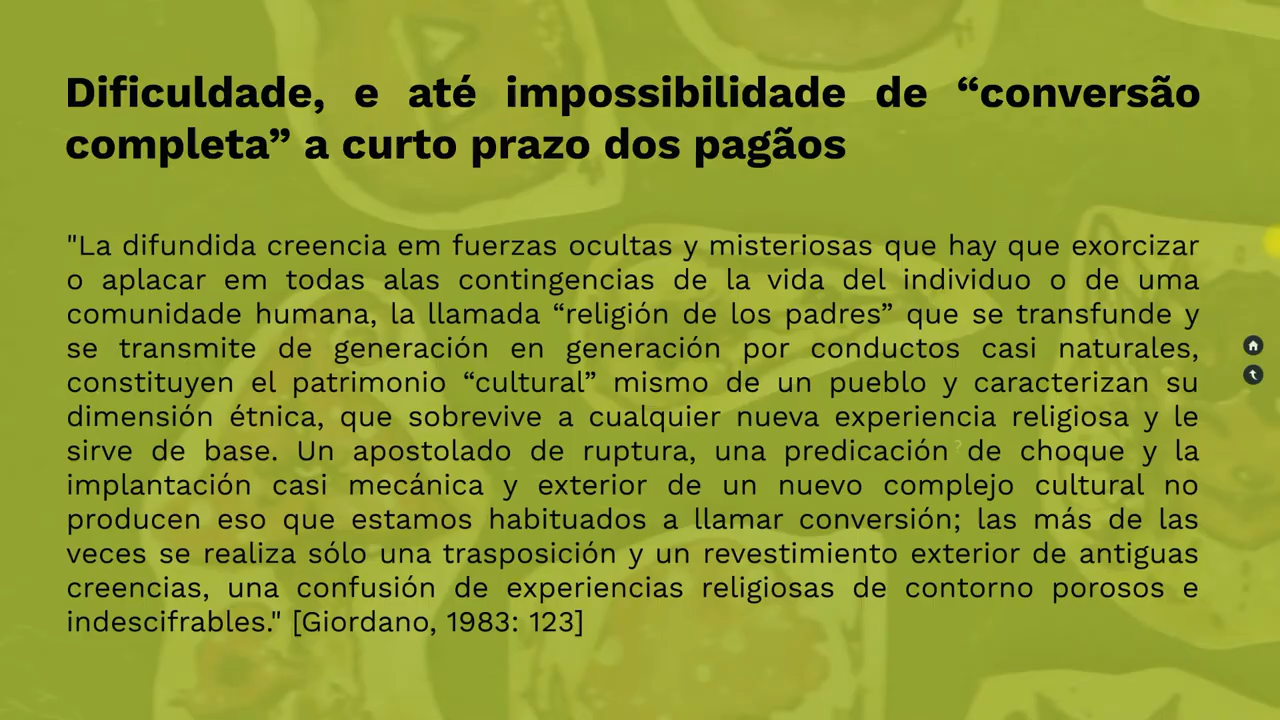 Dificuldade, e até impossibilidade de “conversão
completa” a curto prazo dos pagãos
"La difundida creencia em fuerzas ocultas y misteriosas que hay que exorcizar
o aplacar em todas alas contingencias de la vida del individuo o de uma
comunidade humana, la llamada “religión de los padres” que se transfunde y
se transmite de generación en generación por conductos casi naturales,
constituyen el patrimonio “cultural” mismo de un pueblo y caracterizan su
dimensión étnica, que sobrevive a cualquier nueva experiencia religiosa y le
sirve de base. Un apostolado de ruptura, una predicación de choque y la
implantación casi mecánica y exterior de un nuevo complejo cultural no
producen eso que estamos habituados a llamar conversión; las más de las
veces se realiza sólo una trasposición y un revestimiento exterior de antiguas
creencias, una confusión de experiencias religiosas de contorno porosos e
indescifrables." [Giordano, 1983: 123]